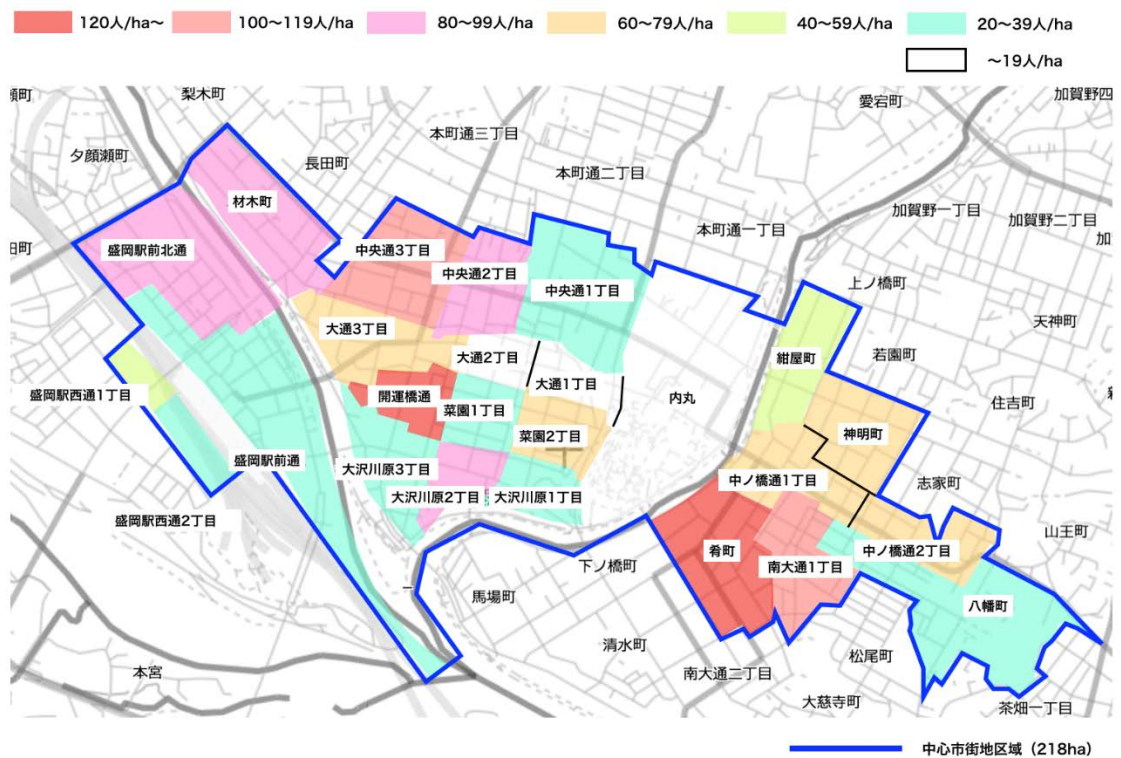 120人/ha〜
100〜119人/ha
80〜99人/ha
60〜79人/ha
40〜59人/ha
20〜39人/ha
〜19人/ha
梨木町
愛宕町
加賀野四
本町通三丁目
夕顔瀬町
長田町
本町通二丁目
材木町
加賀野一丁目
加賀野二丁目
本町通一丁目
盛岡駅前北通
中央通3丁目
中央通2丁目
中央通1丁目
上ノ橋町
天神町
大通3丁目
大通2丁目
紺屋町
若園町
大通1丁目
盛岡駅西通1丁目
開運橋通
菜園1丁目
内丸
住吉町
菜園2丁目
神明町
盛岡駅前通
大沢川原3丁目
中ノ橋通1丁目
志家町
大沢川原2丁目
大沢川原1丁目
盛岡駅西通2丁目
山王町
肴町
中ノ橋通2丁目
下ノ橋町
南大通1丁目
馬場町
八幡町
清水町
松尾町
本宮
南大通二丁目
大慈寺町
茶畑一丁目
中心市街地区域（218ha）